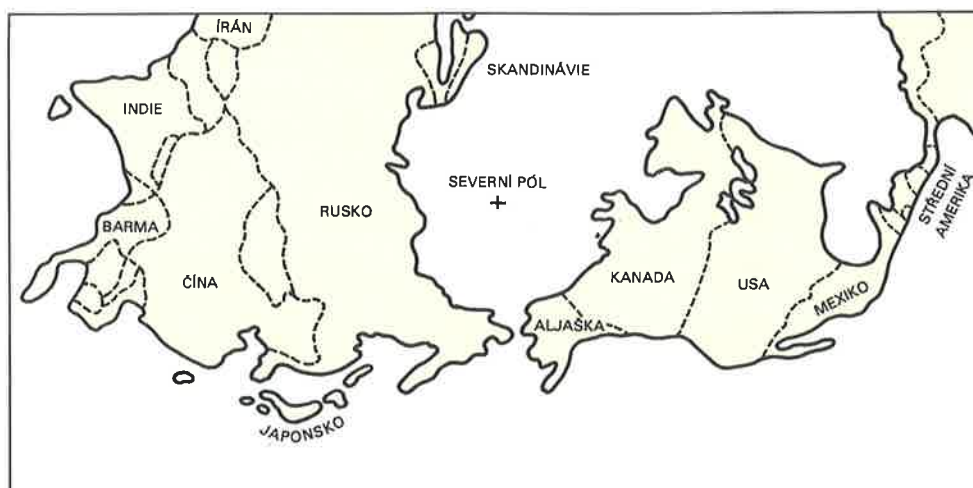 ÍRÁN
SKANDINÁVIE
INDIE
SEVERNÍ PÓL
RUSKO
BARMA
STŘEDNÍ
AMERIKA
ČÍNA
KANADA
USA
MEXIKO
ALJAŠKA
JAPONSKO